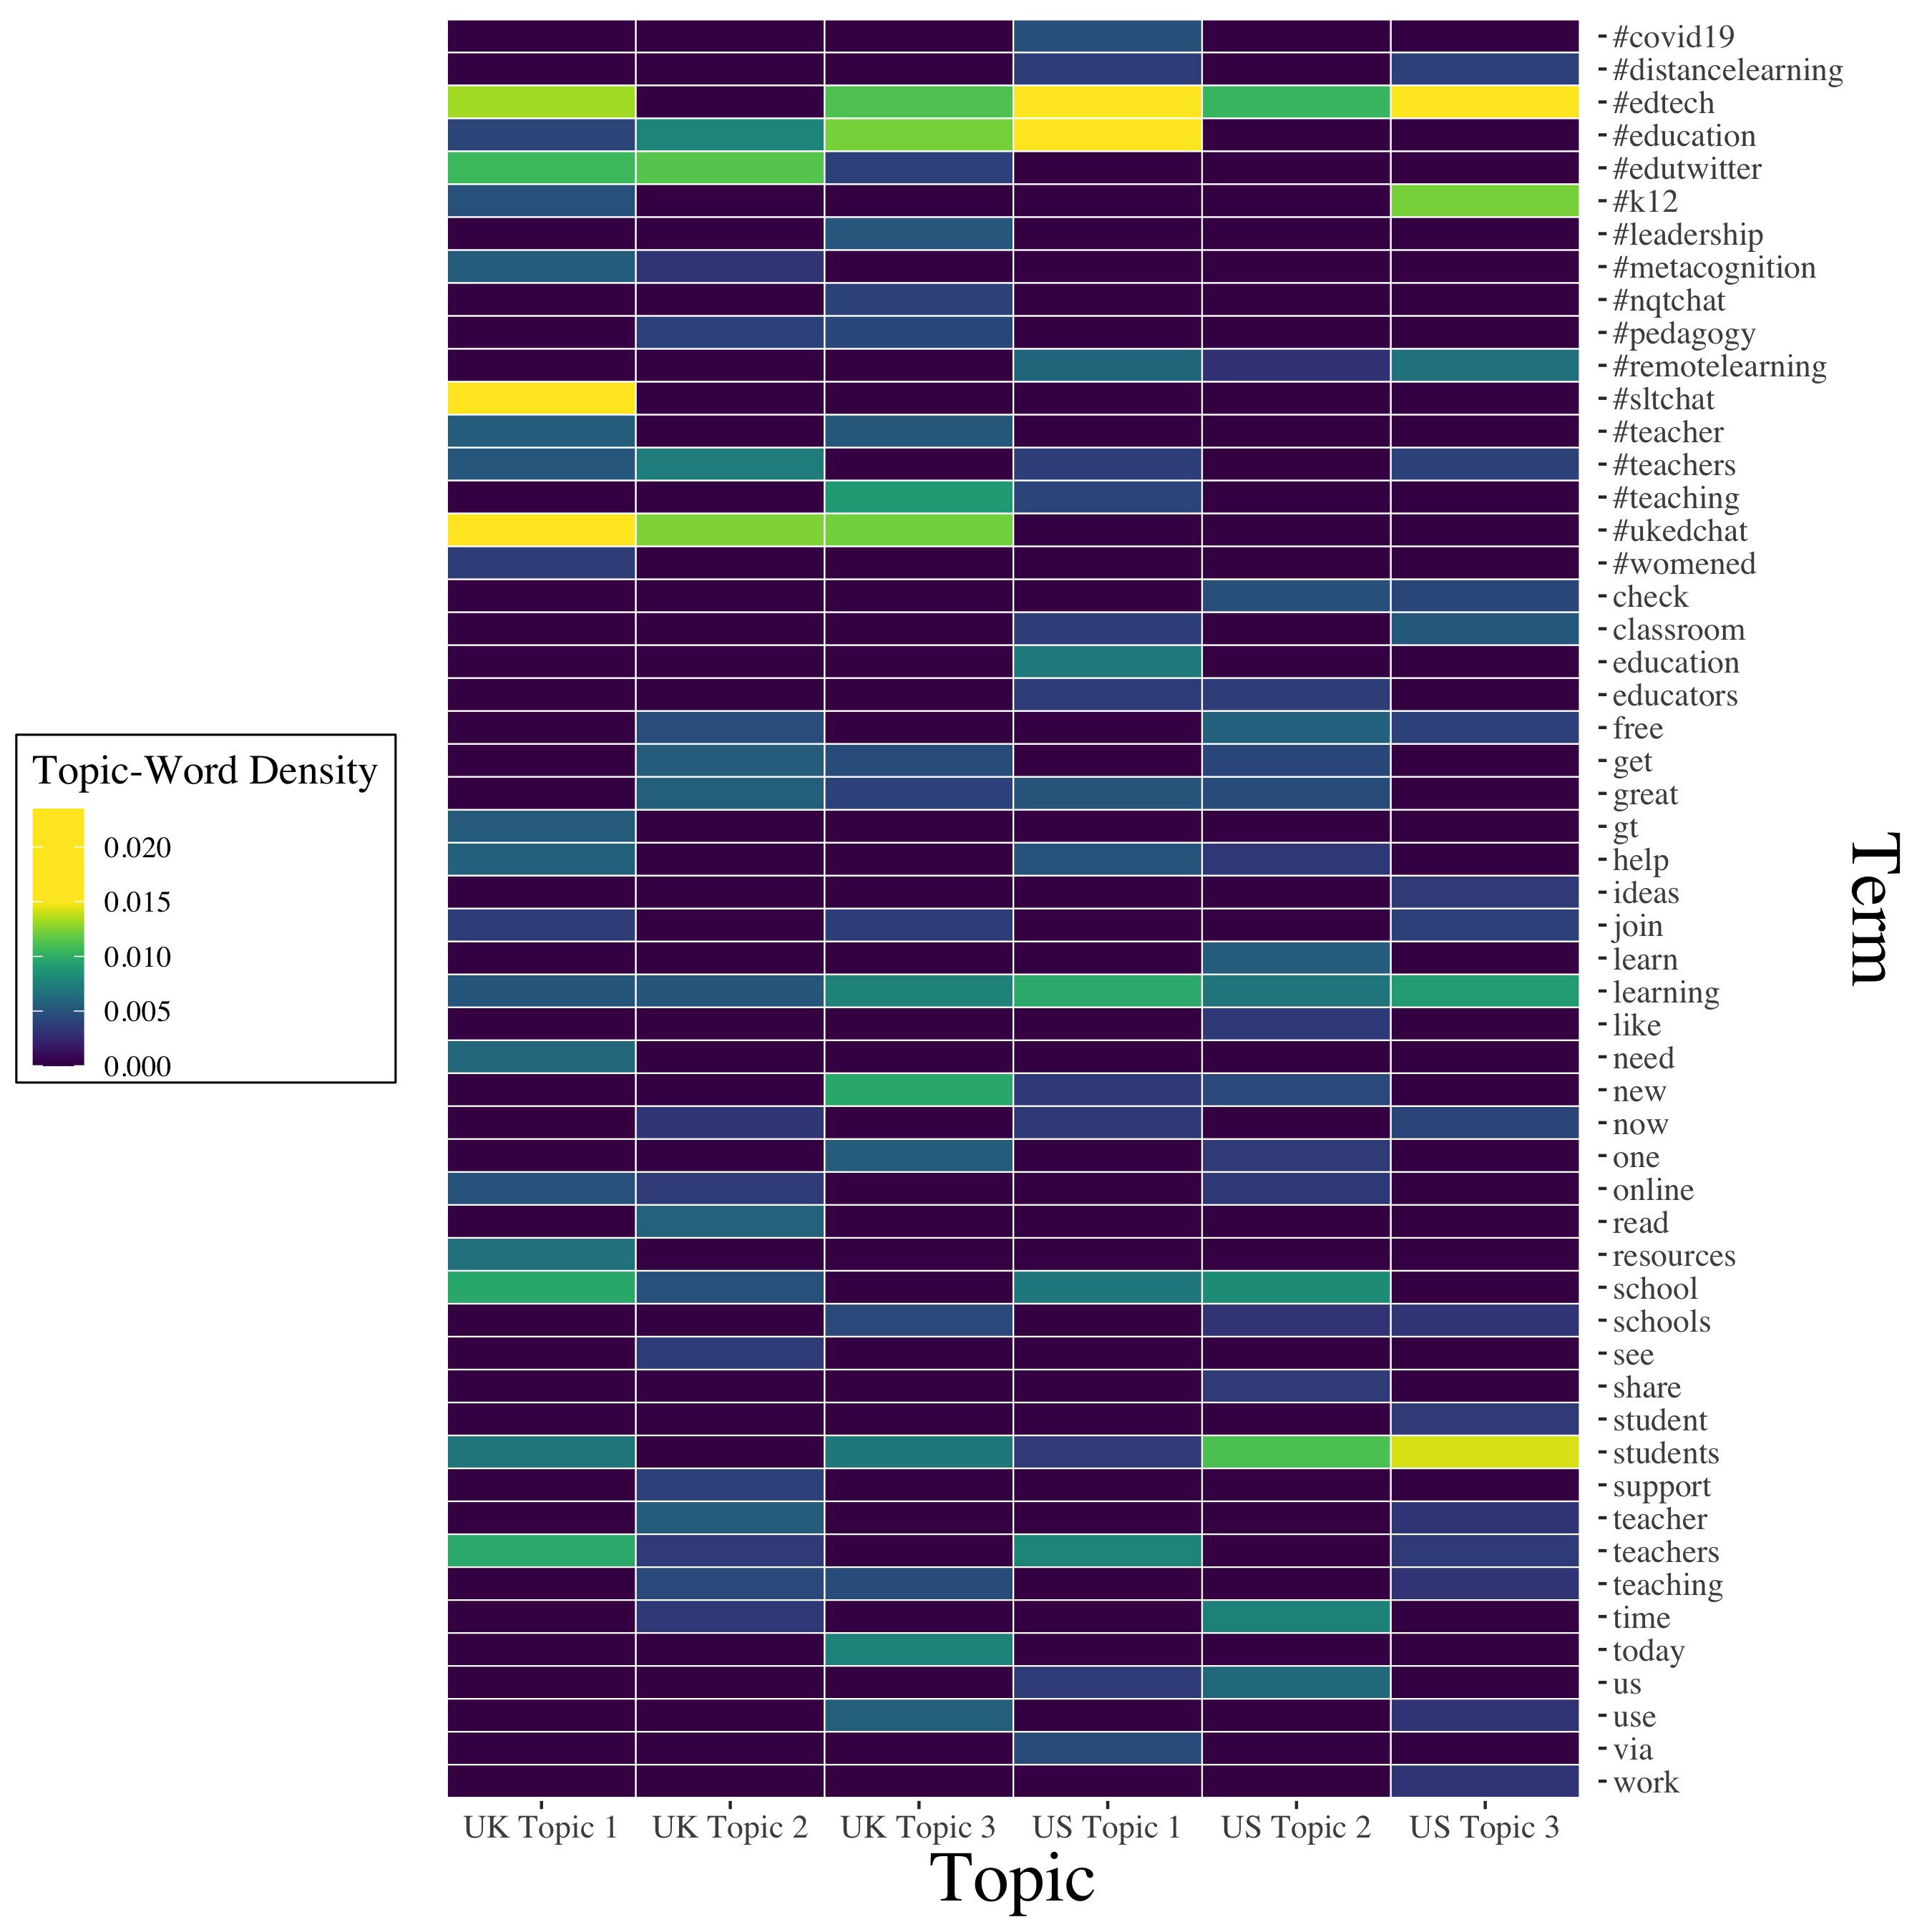 Topic-Word Density
0.020
0.015
0.010
0.005
0.000
#covid19
#distancelearning
#edtech
#education
#edutwitter
#k12
#leadership
#metacognition
#nqtchat
#pedagogy
#remotelearning
#sltchat
#teacher
#teachers
#teaching
#ukedchat
#womened
check
classroom
education
educators
free
get
great
gt
help
ideas
join
learn
learning
like
need
new
now
one
online
read
resources
school
schools
see
share
student
students
support
teacher
teachers
teaching
time
today
us
use
via
work
Term
UK Topic 1 UK Topic 2 UK Topic 3 US Topic 1 US Topic 2 US Topic 3
Topic